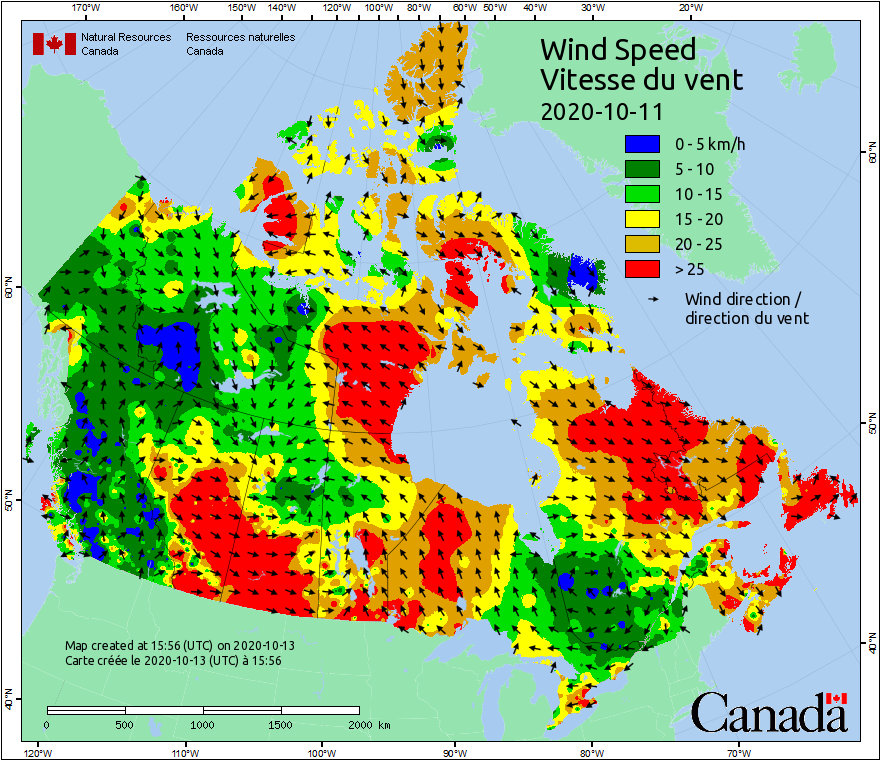 170°W 160°W 150°W 140°W 130°W 120°W 110°W 100°W 90°W 80°W 70°W 60°W 50°W 40°W 30°W 20°W
Natural Resources Ressources naturelles
Canada Canada
Wind Speed
Vitesse du vent
2020-10-11
0 - 5 km/h
5 - 10
10 - 15
15 - 20
20 - 25
> 25
Wind direction /
direction du vent
60°N
60°N
50°N
50°N
40°N
40°N
Map created at 15:56 (UTC) on 2020-10-13
Carte créée le 2020-10-13 (UTC) à 15:56
0 500 1000 1500 2000 km
Canada
120°W 110°W 100°W 90°W 80°W 70°W